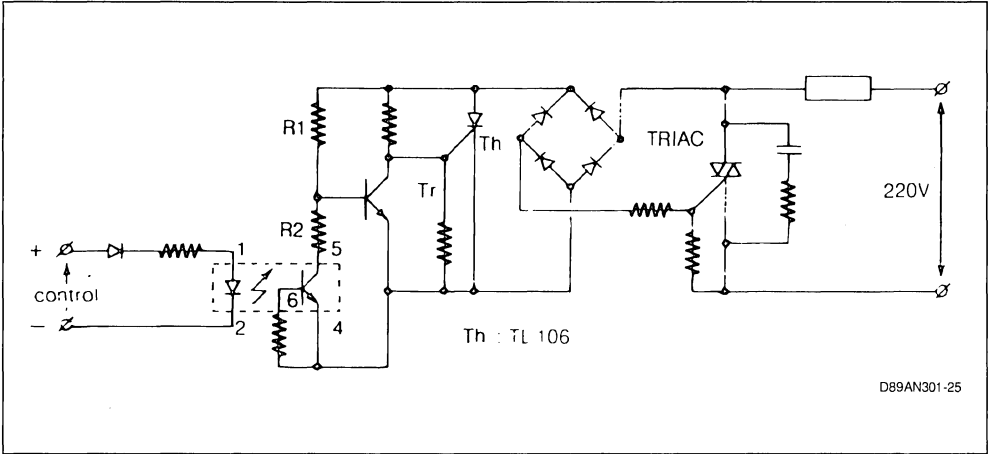 R1
Th
TRIAC
Tr
220V
R2
+ 1 5
control
6
− 2 4
Th : TL 106
D89AN301-25